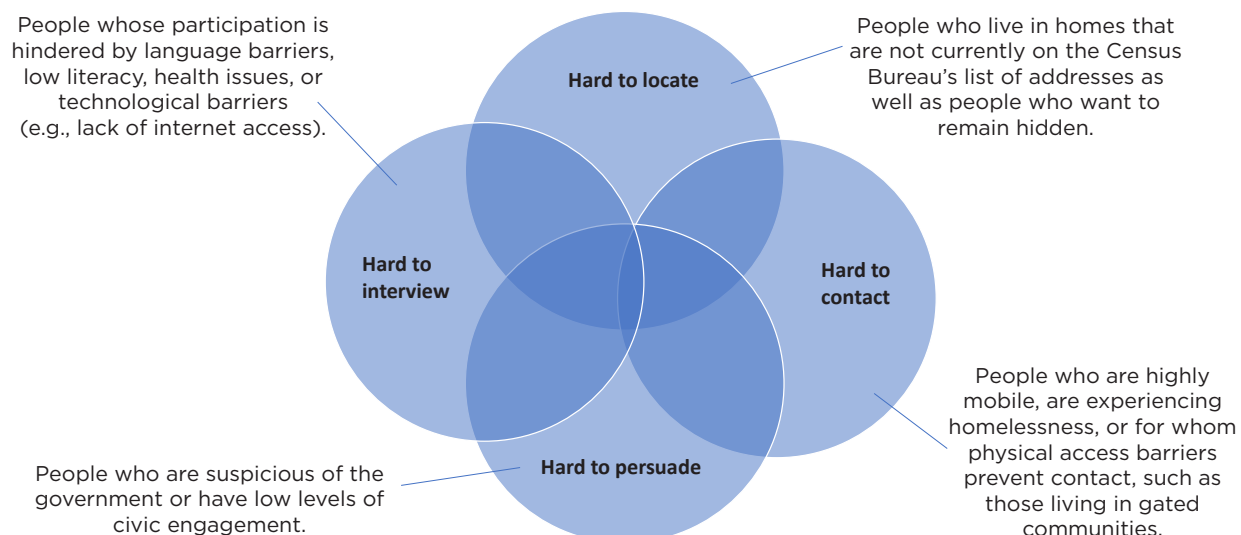 People whose participation is
hindered by language barriers,
low literacy, health issues, or
technological barriers
(e.g., lack of internet access).
Hard to locate
People who live in homes that
are not currently on the Census
Bureau’s list of addresses as
well as people who want to
remain hidden.
Hard to
interview
Hard to
contact
People who are suspicious of the
government or have low levels of
civic engagement.
Hard to persuade
People who are highly
mobile, are experiencing
homelessness, or for whom
physical access barriers
prevent contact, such as
those living in gated
communities.